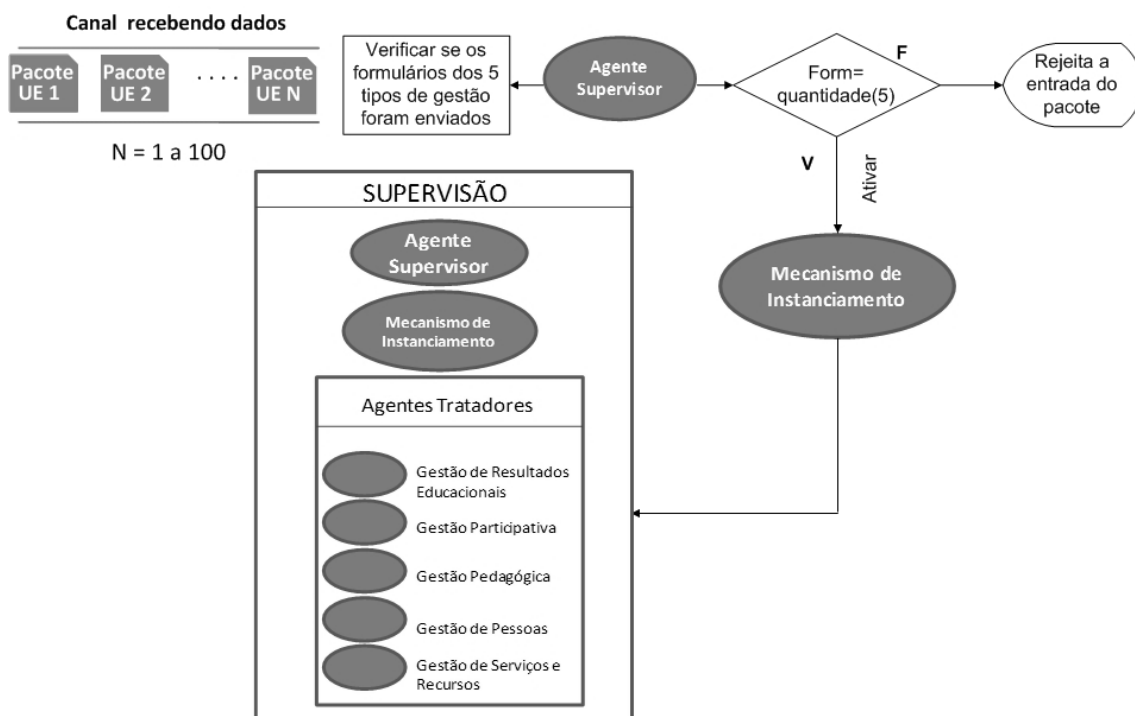 Canal recebendo dados
Pacote
UE 1
Pacote
UE 2
. . . .
Pacote
UE N
N = 1 a 100
Verificar se os
formulários dos 5
tipos de gestão
foram enviados
Agente
Supervisor
Form=
quantidade(5)
F
Rejeita a
entrada do
pacote
V
Ativar
Mecanismo de
Instanciamento
SUPERVISÃO
Agente
Supervisor
Mecanismo de
Instanciamento
Agentes Tratadores
Gestão de Resultados
Educacionais
Gestão Participativa
Gestão Pedagógica
Gestão de Pessoas
Gestão de Serviços e
Recursos